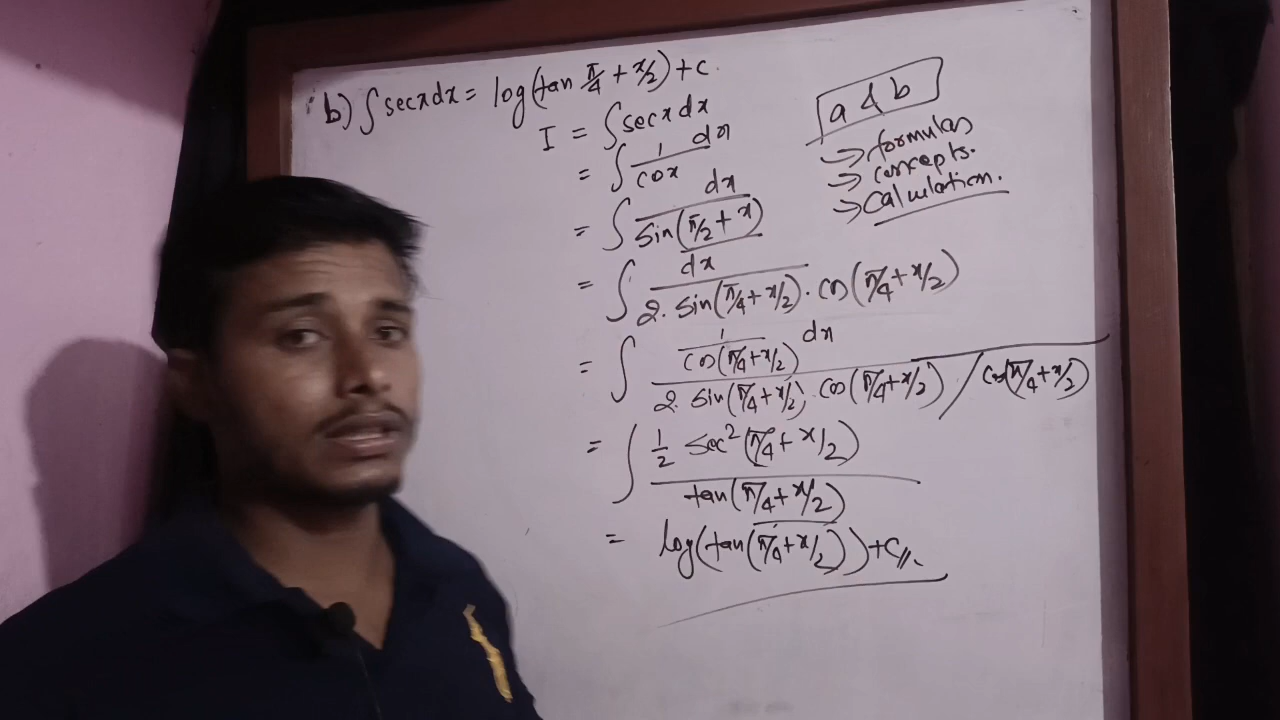 b) ∫ secxdx = log(tan π/4 + x/2) + c.
I = ∫ secx dx
= ∫ 1/cosx dx
= ∫ dx/sin(π/2 + x)
= ∫ dx/2. sin(π/4 + x/2) . cos(π/4 + x/2)
= ∫ 1/cos(π/4 + x/2) dx / 2. sin(π/4 + x/2) . cos(π/4 + x/2) / cos(π/4 + x/2)
= ∫ 1/2 sec²(π/4 + x/2) / tan(π/4 + x/2)
= log(tan(π/4 + x/2)) + c //.
a & b
→ formulas
→ concepts.
→ calculation.